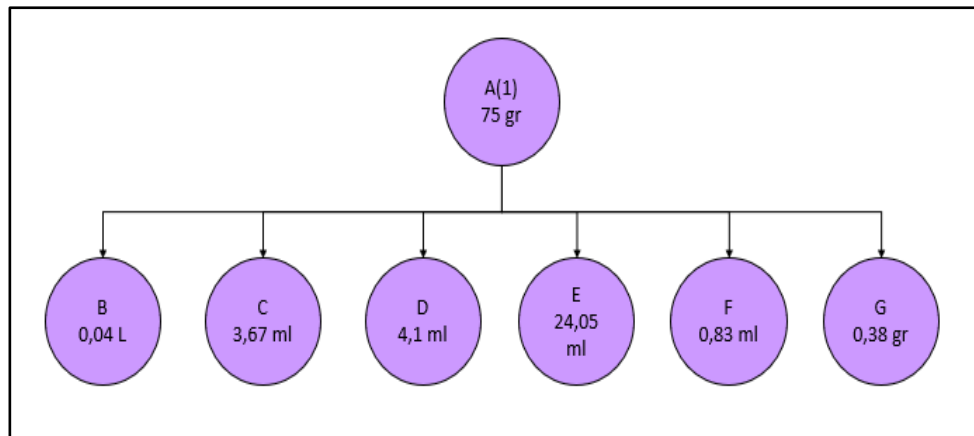 A(1)
75 gr
B
0,04 L
C
3,67 ml
D
4,1 ml
E
24,05
ml
F
0,83 ml
G
0,38 gr